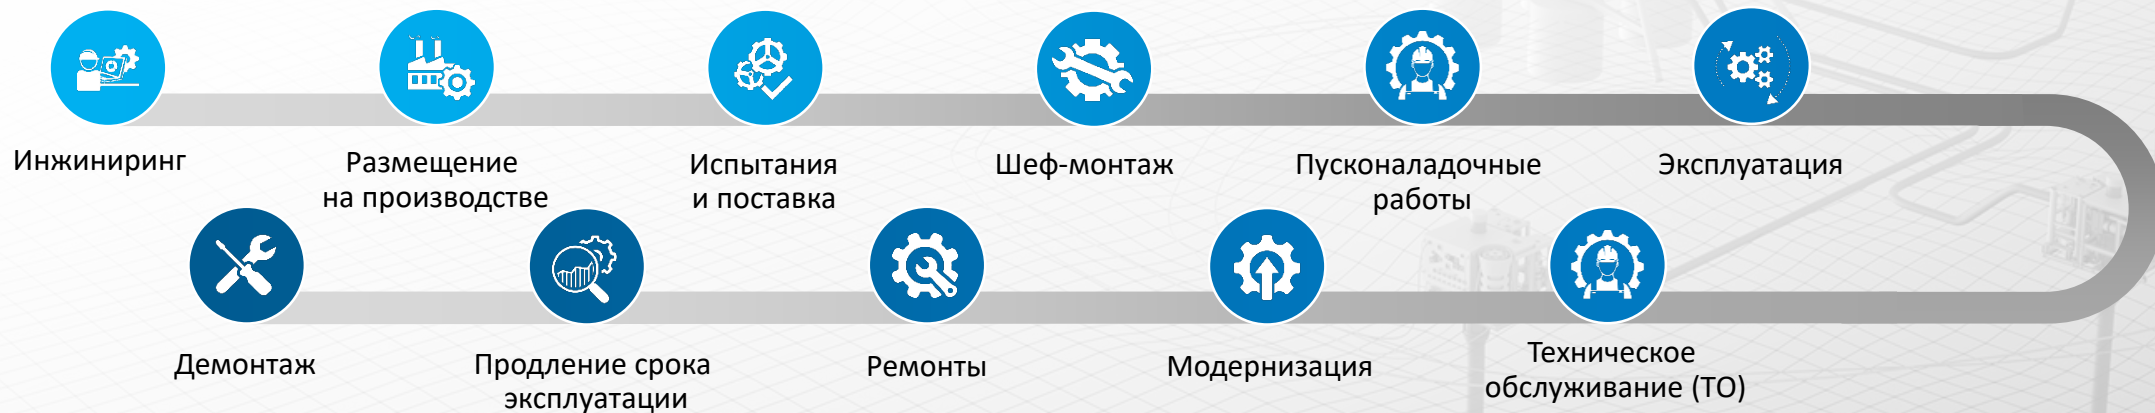 Инжиниринг
Размещение
на производстве
Испытания
и поставка
Шеф-монтаж
Пусконаладочные
работы
Эксплуатация
Демонтаж
Продление срока
эксплуатации
Ремонты
Модернизация
Техническое
обслуживание (ТО)